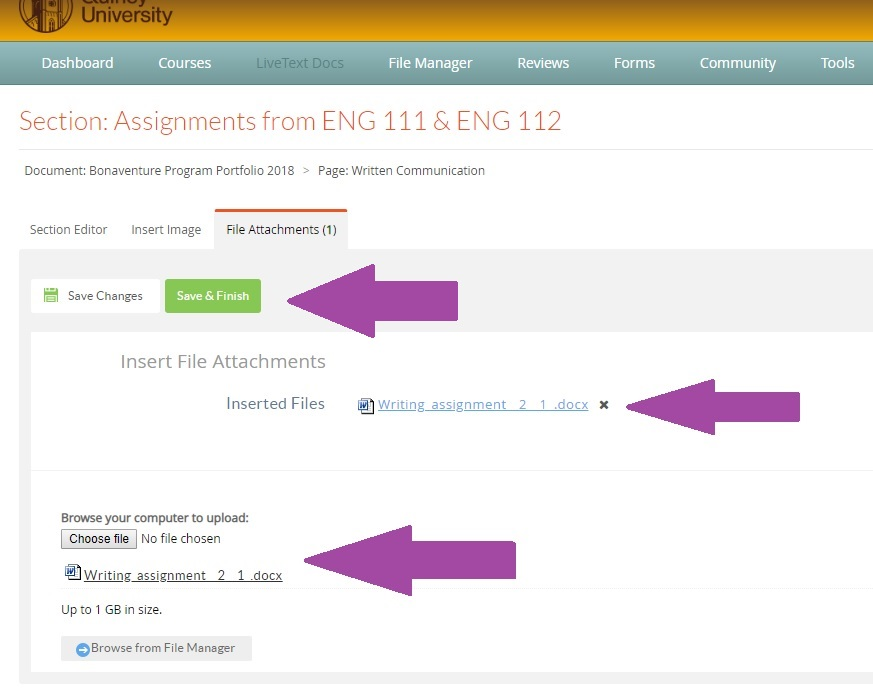 University
Dashboard Courses LiveText Docs File Manager Reviews Forms Community Tools
Section: Assignments from ENG 111 & ENG 112
Document: Bonaventure Program Portfolio 2018 > Page: Written Communication
Section Editor Insert Image File Attachments (1)
Save Changes Save & Finish
Insert File Attachments
Inserted Files Writing_assignment__2__1_.docx ✖
Browse your computer to upload:
Choose file No file chosen
Writing_assignment__2__1_.docx
Up to 1 GB in size.
Browse from File Manager